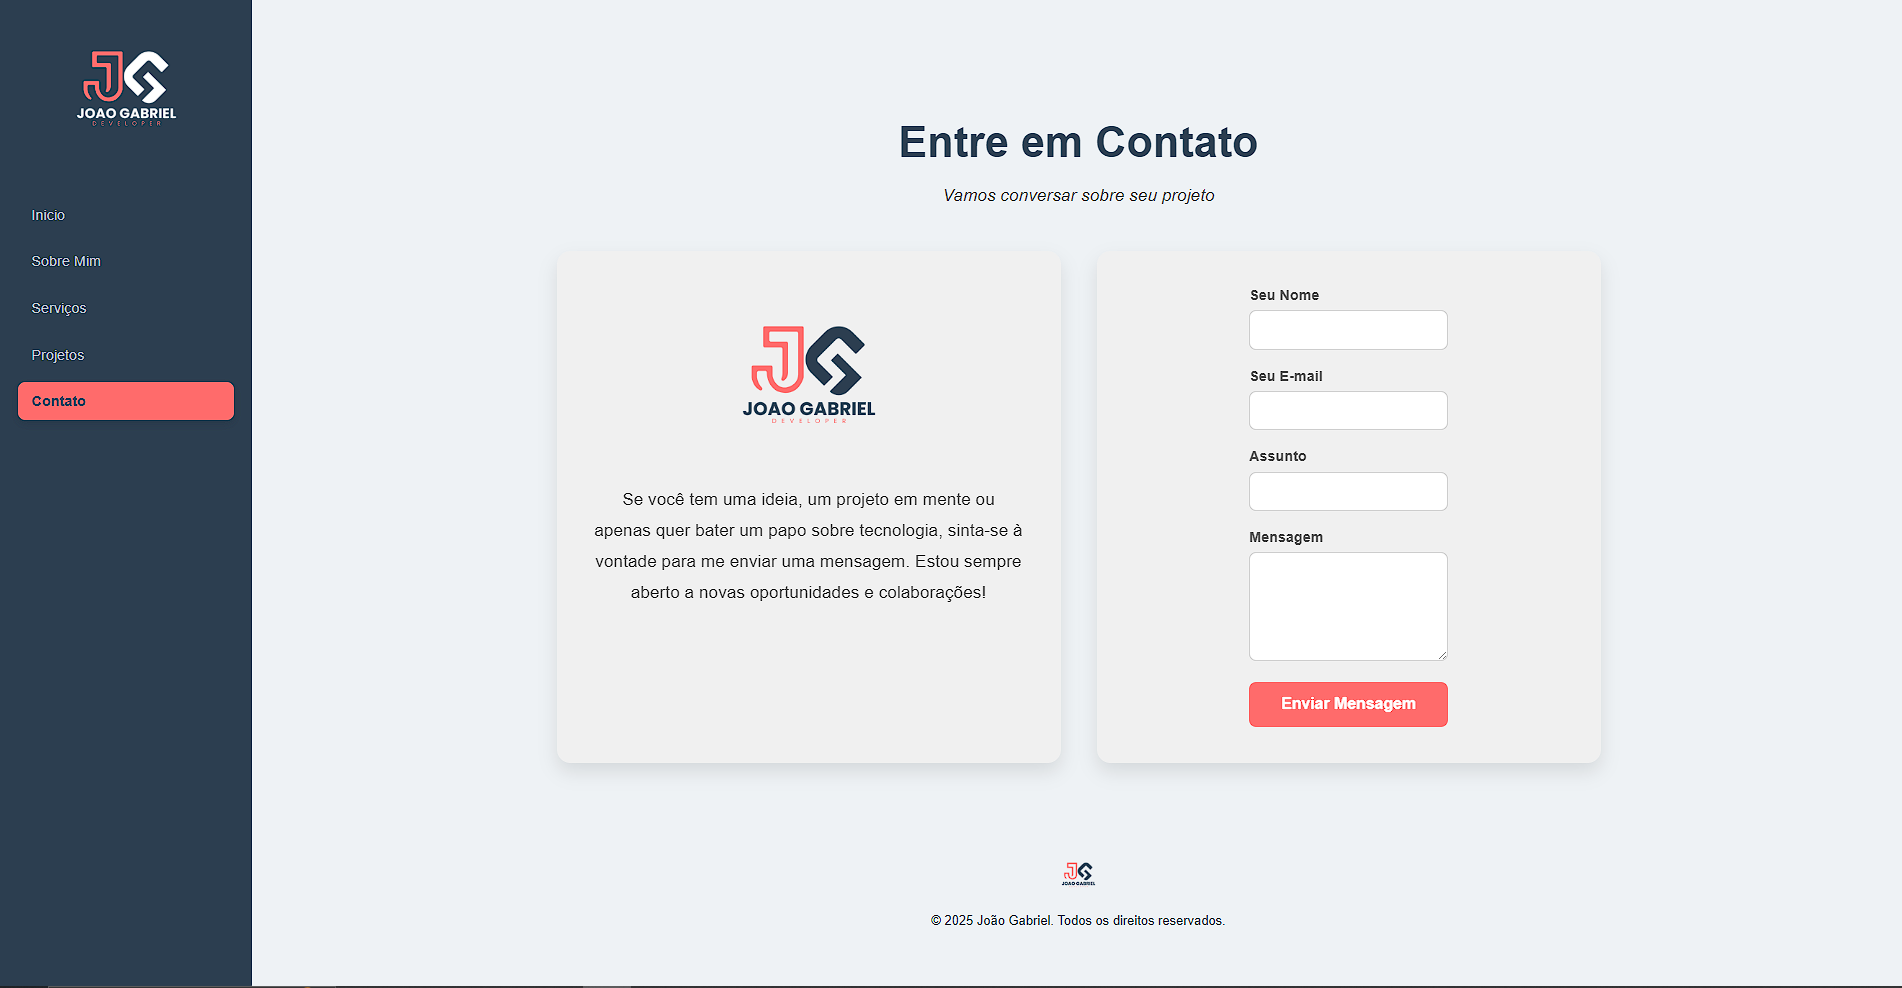 JOAO GABRIEL
DEVELOPER
Inicio
Sobre Mim
Serviços
Projetos
Contato
Entre em Contato
Vamos conversar sobre seu projeto
JOAO GABRIEL
DEVELOPER
Se você tem uma ideia, um projeto em mente ou
apenas quer bater um papo sobre tecnologia, sinta-se à
vontade para me enviar uma mensagem. Estou sempre
aberto a novas oportunidades e colaborações!
Seu Nome
Seu E-mail
Assunto
Mensagem
Enviar Mensagem
JOAO GABRIEL
© 2025 João Gabriel. Todos os direitos reservados.